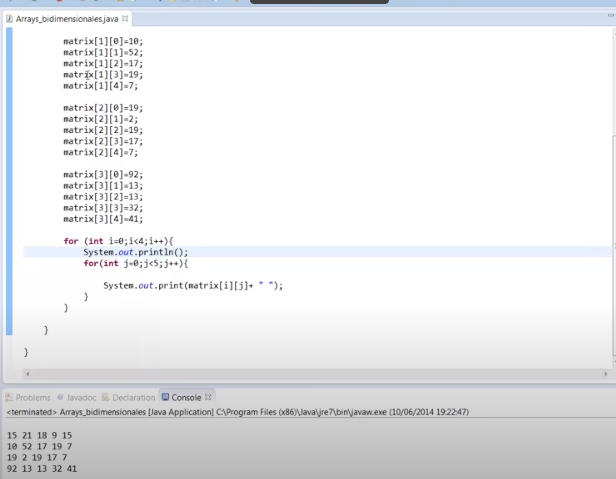 Arrays_bidimensionales.java
matrix[1][0]=10;
matrix[1][1]=52;
matrix[1][2]=17;
matrix[1][3]=19;
matrix[1][4]=7;
matrix[2][0]=19;
matrix[2][1]=2;
matrix[2][2]=19;
matrix[2][3]=17;
matrix[2][4]=7;
matrix[3][0]=92;
matrix[3][1]=13;
matrix[3][2]=13;
matrix[3][3]=32;
matrix[3][4]=41;
for (int i=0;i<4;i++){
System.out.println();
for(int j=0;j<5;j++){
System.out.print(matrix[i][j]+ " ");
}
}
}
}
Problems Javadoc Declaration Console
<terminated> Arrays_bidimensionales [Java Application] C:\Program Files (x86)\Java\jre7\bin\javaw.exe (10/06/2014 19:22:47)
15 21 18 9 15
10 52 17 19 7
19 2 19 17 7
92 13 13 32 41